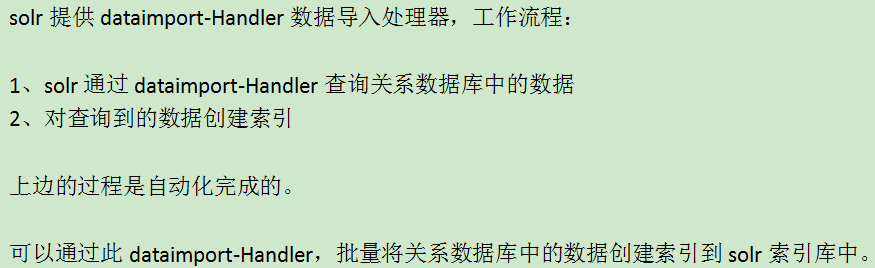 solr 提供 dataimport-Handler 数据导入处理器，工作流程：
1、solr 通过 dataimport-Handler 查询关系数据库中的数据
2、对查询到的数据创建索引
上边的过程是自动化完成的。
可以通过此 dataimport-Handler，批量将关系数据库中的数据创建索引到 solr 索引库中。